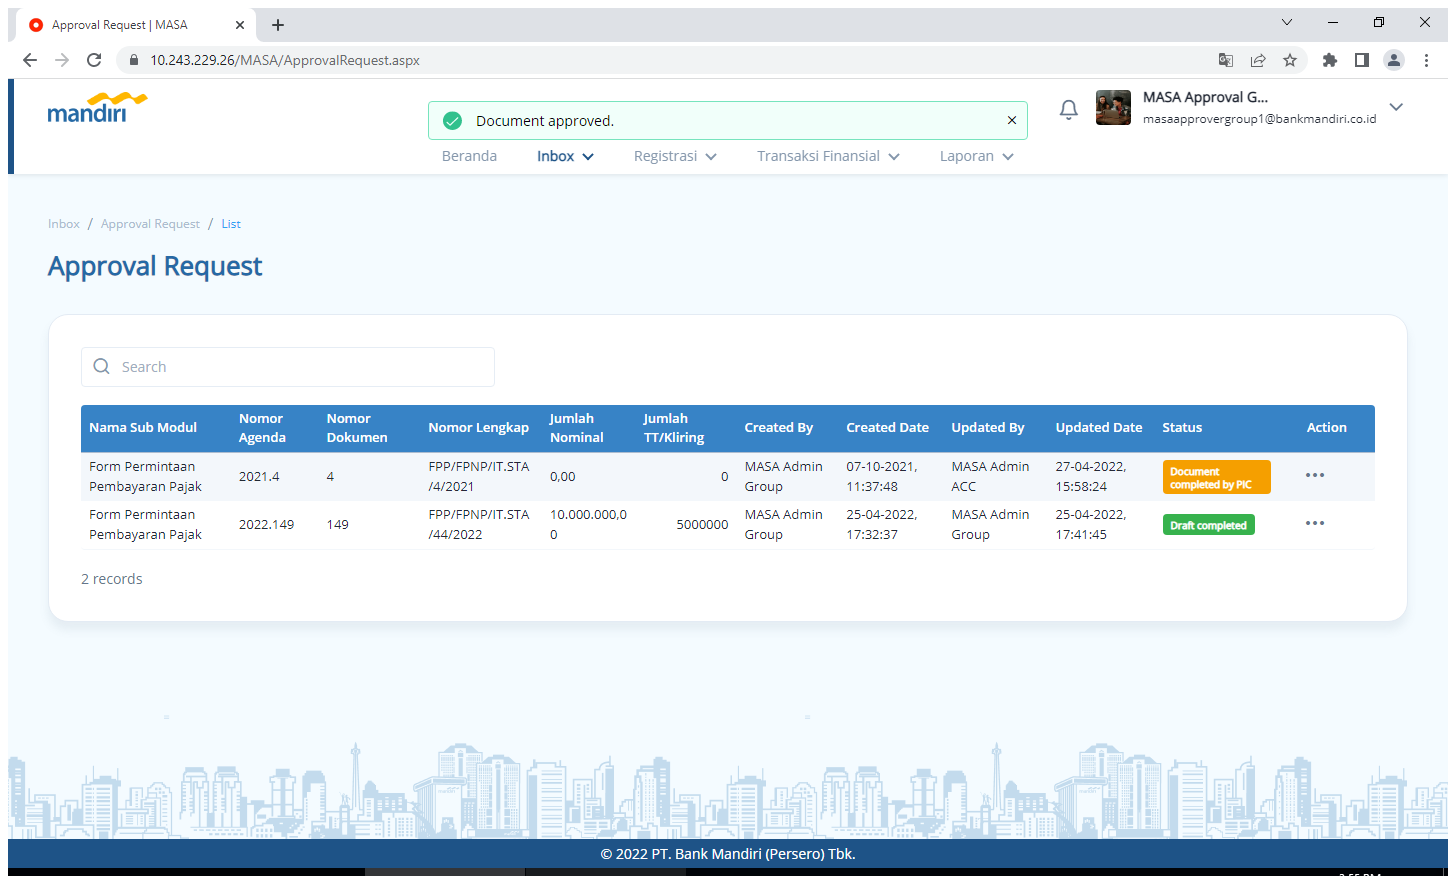 Approval Request | MASA
10.243.229.26/MASA/ApprovalRequest.aspx
mandiri
Document approved.
MASA Approval G...
masaapprovergroup1@bankmandiri.co.id
Beranda Inbox Registrasi Transaksi Finansial Laporan
Inbox / Approval Request / List
Approval Request
Search
Nama Sub Modul Nomor Agenda Nomor Dokumen Nomor Lengkap Jumlah Nominal Jumlah TT/Kliring Created By Created Date Updated By Updated Date Status Action
Form Permintaan Pembayaran Pajak 2021.4 4 FPP/FPNP/IT.STA/4/2021 0,00 0 MASA Admin Group 07-10-2021, 11:37:48 MASA Admin ACC 27-04-2022, 15:58:24 Document completed by PIC
Form Permintaan Pembayaran Pajak 2022.149 149 FPP/FPNP/IT.STA/44/2022 10.000.000,00 5000000 MASA Admin Group 25-04-2022, 17:32:37 MASA Admin Group 25-04-2022, 17:41:45 Draft completed
2 records
mandiri
© 2022 PT. Bank Mandiri (Persero) Tbk.